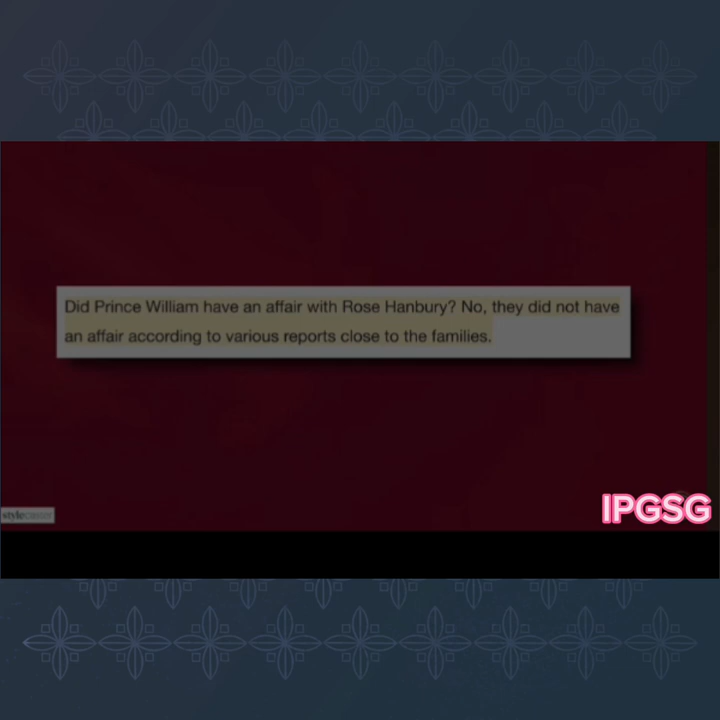 Did Prince William have an affair with Rose Hanbury? No, they did not have
an affair according to various reports close to the families.
IPGSG
stylecaster